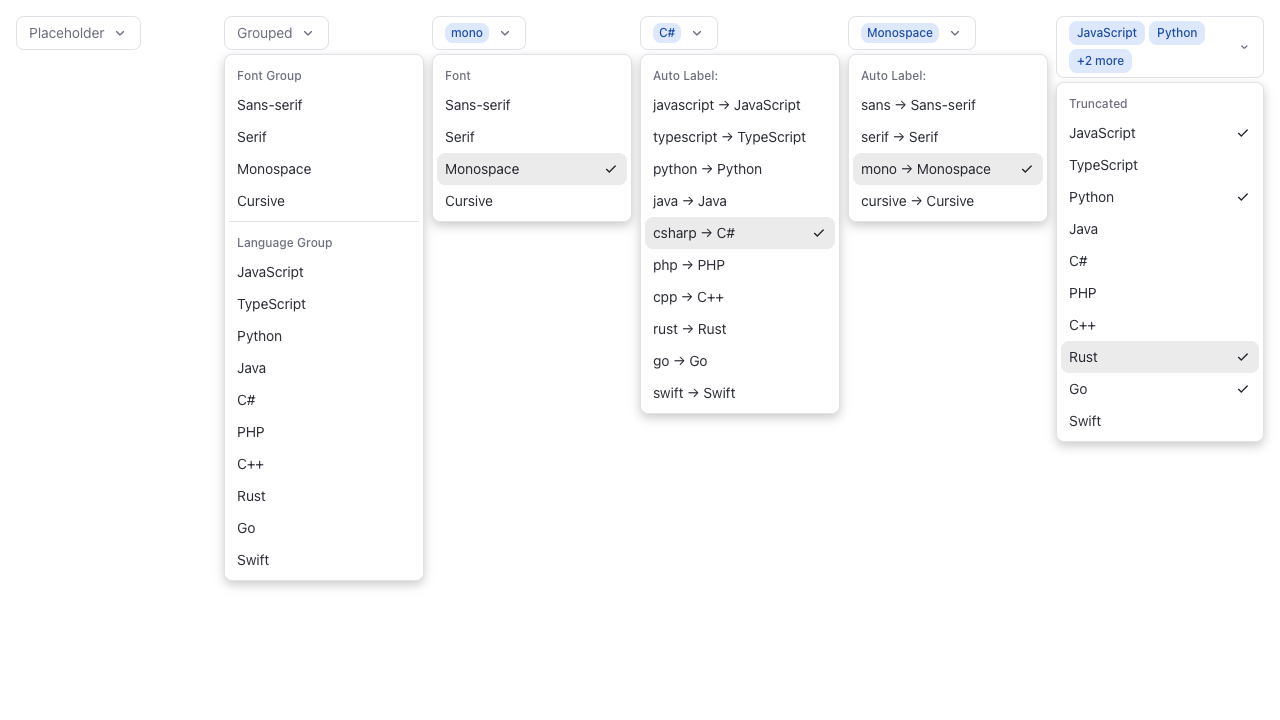 Placeholder
Grouped
Font Group
Sans-serif
Serif
Monospace
Cursive
Language Group
JavaScript
TypeScript
Python
Java
C#
PHP
C++
Rust
Go
Swift
mono
Font
Sans-serif
Serif
Monospace
Cursive
C#
Auto Label:
javascript → JavaScript
typescript → TypeScript
python → Python
java → Java
csharp → C#
php → PHP
cpp → C++
rust → Rust
go → Go
swift → Swift
Monospace
Auto Label:
sans → Sans-serif
serif → Serif
mono → Monospace
cursive → Cursive
JavaScript Python
+2 more
Truncated
JavaScript
TypeScript
Python
Java
C#
PHP
C++
Rust
Go
Swift